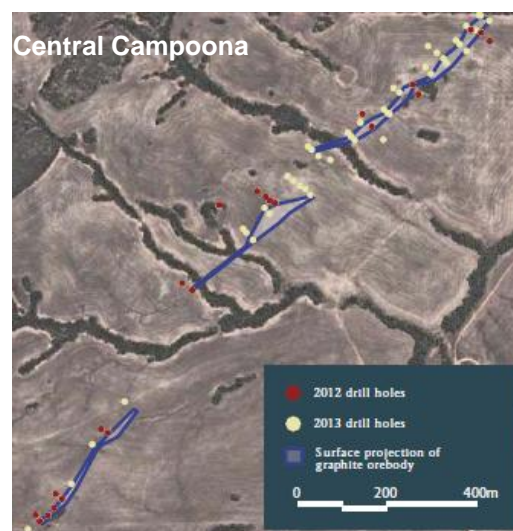 Central Campoona
2012 drill holes
2013 drill holes
Surface projection of
graphite orebody
0 200 400m